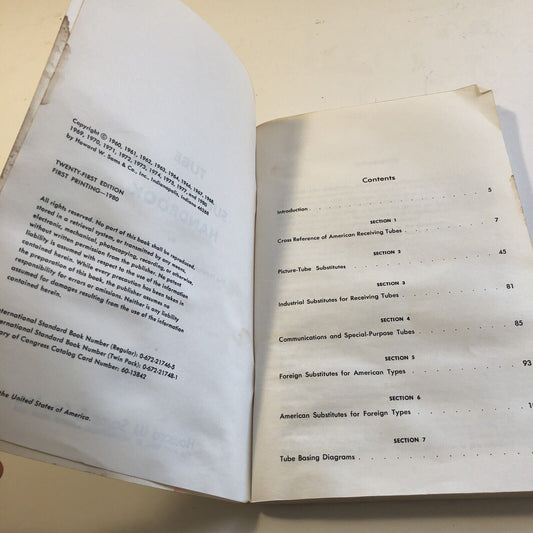 Copyright © 1960, 1961, 1962, 1963, 1964, 1965, 1966, 1967, 1968,
1969, 1970, 1971, 1972, 1973, 1974, 1975, 1977, and 1980
by Howard W. Sams & Co., Inc., Indianapolis, Indiana 46268
TWENTY-FIRST EDITION
FIRST PRINTING—1980
All rights reserved. No part of this book shall be reproduced,
stored in a retrieval system, or transmitted by any means,
electronic, mechanical, photocopying, recording, or otherwise,
without written permission from the publisher. No patent
liability is assumed with respect to the use of the information
contained herein. While every precaution has been taken in
the preparation of this book, the publisher assumes no
responsibility for errors or omissions. Neither is any liability
assumed for damages resulting from the use of the information
contained herein.
nternational Standard Book Number (Regular): 0-672-21746-5
nternational Standard Book Number (Twin Pack): 0-672-21748-1
ary of Congress Catalog Card Number: 60-13842
the United States of America.
Contents
Introduction . . . . . . . . . . . . 5
SECTION 1
Cross Reference of American Receiving Tubes . . . 7
SECTION 2
Picture-Tube Substitutes . . . . . . . . . 45
SECTION 3
Industrial Substitutes for Receiving Tubes . . . . 81
SECTION 4
Communications and Special-Purpose Tubes . . . . 85
SECTION 5
Foreign Substitutes for American Types . . . . . 93
SECTION 6
American Substitutes for Foreign Types . . . . .
SECTION 7
Tube Basing Diagrams . . . . . . . .